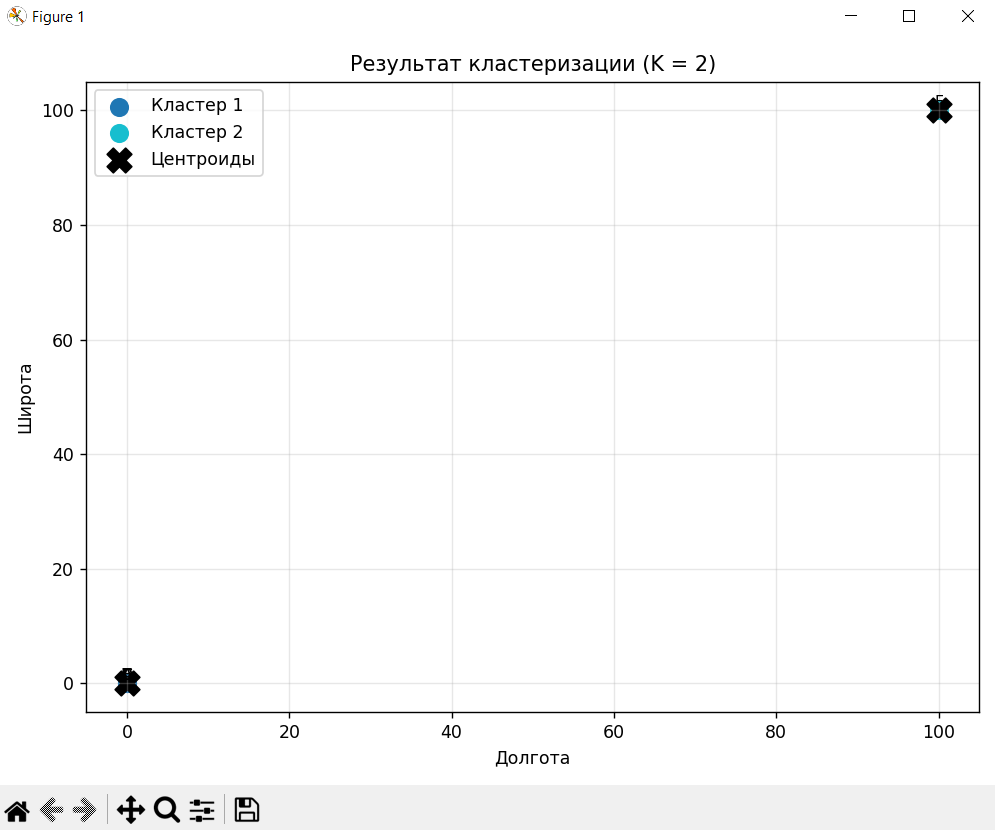 Figure 1
Результат кластеризации (K = 2)
Кластер 1
Кластер 2
Центроиды
100
80
60
40
20
0
Широта
0 20 40 60 80 100
Долгота